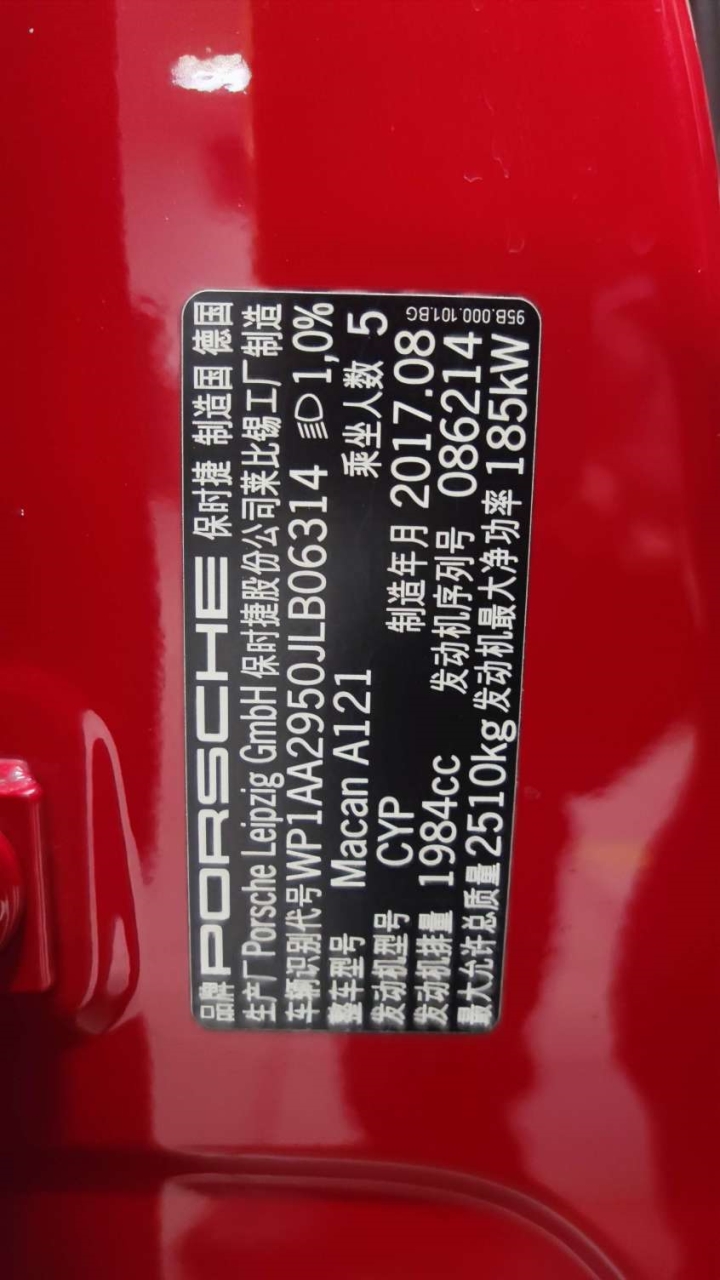 95B.000.101.BG
品牌 PORSCHE 保时捷 制造国 德国
生产厂 Porsche Leipzig GmbH 保时捷股份公司莱比锡工厂制造
车辆识别代号 WP1AA2950JLB06314 1,0%
整车型号 Macan A121 乘坐人数 5
发动机型号 CYP 制造年月 2017.08
发动机排量 1984cc 发动机序列号 086214
最大允许总质量 2510kg 发动机最大净功率 185kW